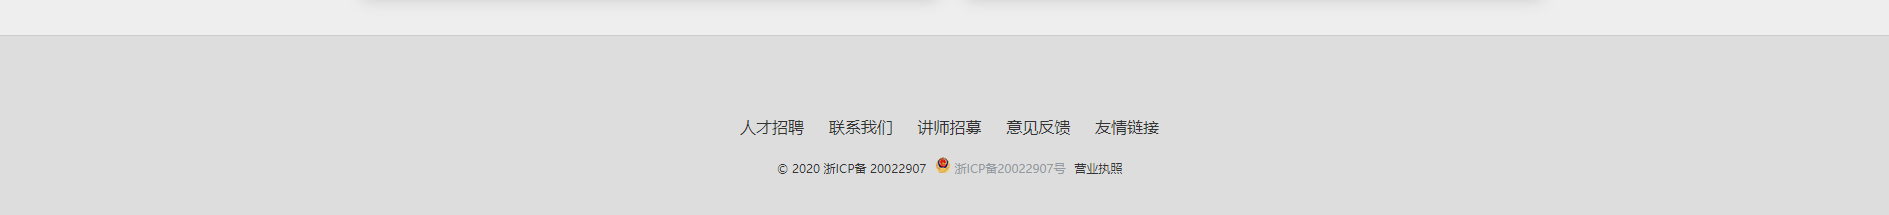 人才招聘 联系我们 讲师招募 意见反馈 友情链接
© 2020 浙ICP备 20022907 浙ICP备20022907号 营业执照